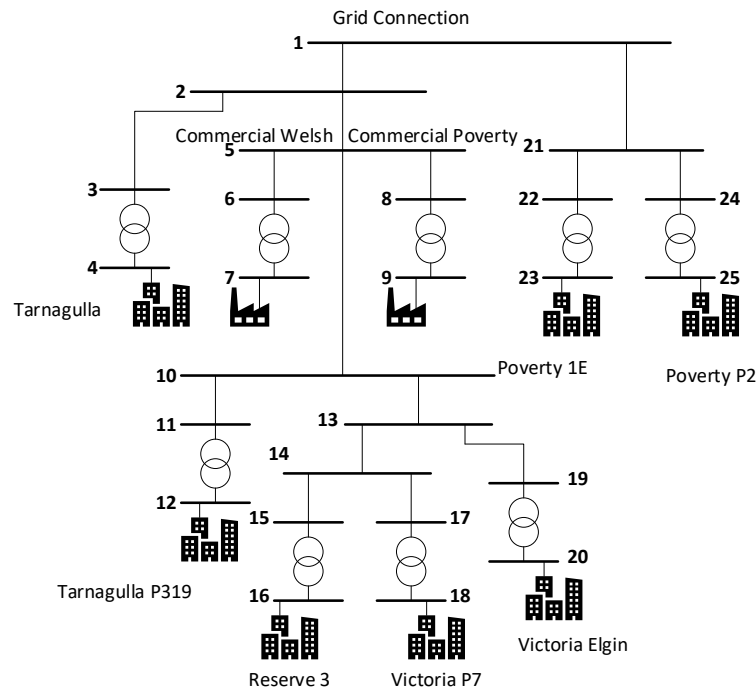 Grid Connection
1
2
Commercial Welsh
Commercial Poverty
5
21
3
6
8
22
24
4
7
9
23
25
Tarnagulla
Poverty 1E
Poverty P2
10
11
13
14
19
12
15
17
20
Tarnagulla P319
16
18
Victoria Elgin
Reserve 3
Victoria P7